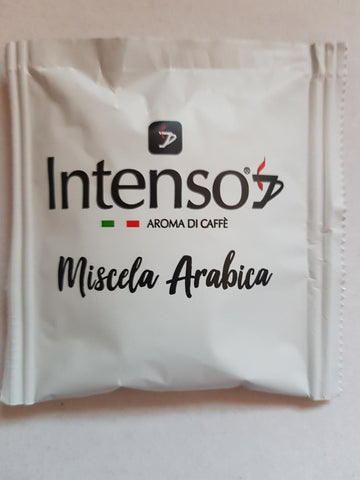 Intenso®
AROMA DI CAFFÈ
Miscela Arabica